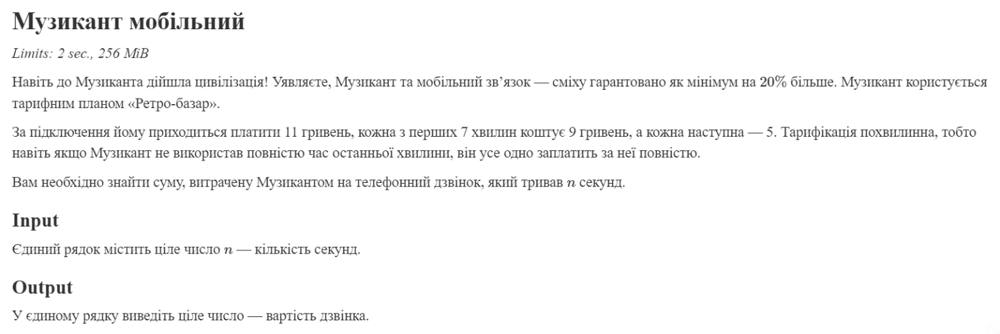 Музикант мобільний
Limits: 2 sec., 256 MiB
Навіть до Музиканта дійшла цивілізація! Уявляєте, Музикант та мобільний зв’язок — сміху гарантовано як мінімум на 20% більше. Музикант користується
тарифним планом «Ретро-базар».
За підключення йому приходиться платити 11 гривень, кожна з перших 7 хвилин коштує 9 гривень, а кожна наступна — 5. Тарифікація похвилинна, тобто
навіть якщо Музикант не використав повністю час останньої хвилини, він усе одно заплатить за неї повністю.
Вам необхідно знайти суму, витрачену Музикантом на телефонний дзвінок, який тривав n секунд.
Input
Єдиний рядок містить ціле число n — кількість секунд.
Output
У єдиному рядку виведіть ціле число — вартість дзвінка.